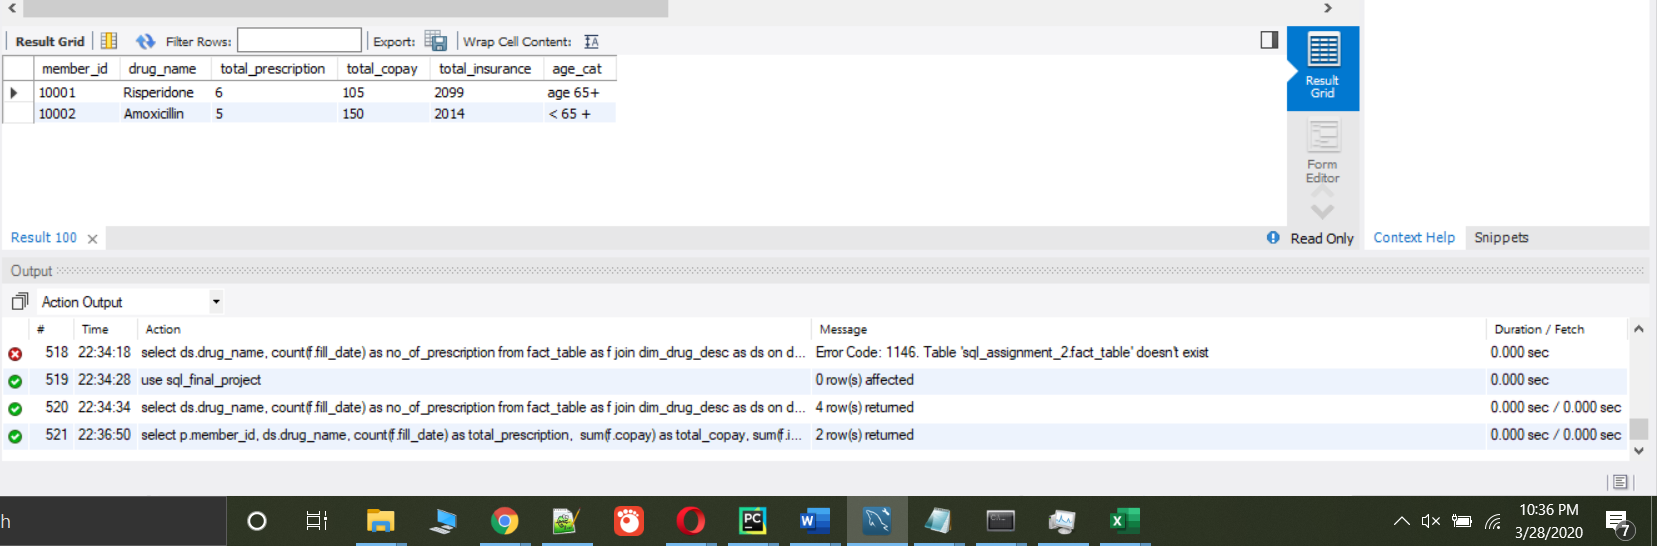 Result Grid Filter Rows: Export: Wrap Cell Content:
member_id drug_name total_prescription total_copay total_insurance age_cat
10001 Risperidone 6 105 2099 age 65+
10002 Amoxicillin 5 150 2014 < 65 +
Result
Grid
Form
Editor
Result 100 Read Only Context Help Snippets
Output
Action Output
# Time Action Message Duration / Fetch
518 22:34:18 select ds.drug_name, count(f.fill_date) as no_of_prescription from fact_table as f join dim_drug_desc as ds on d... Error Code: 1146. Table 'sql_assignment_2.fact_table' doesn't exist 0.000 sec
519 22:34:28 use sql_final_project 0 row(s) affected 0.000 sec
520 22:34:34 select ds.drug_name, count(f.fill_date) as no_of_prescription from fact_table as f join dim_drug_desc as ds on d... 4 row(s) returned 0.000 sec / 0.000 sec
521 22:36:50 select p.member_id, ds.drug_name, count(f.fill_date) as total_prescription, sum(f.copay) as total_copay, sum(f.i... 2 row(s) returned 0.000 sec / 0.000 sec
h PC W X 10:36 PM
3/28/2020 7